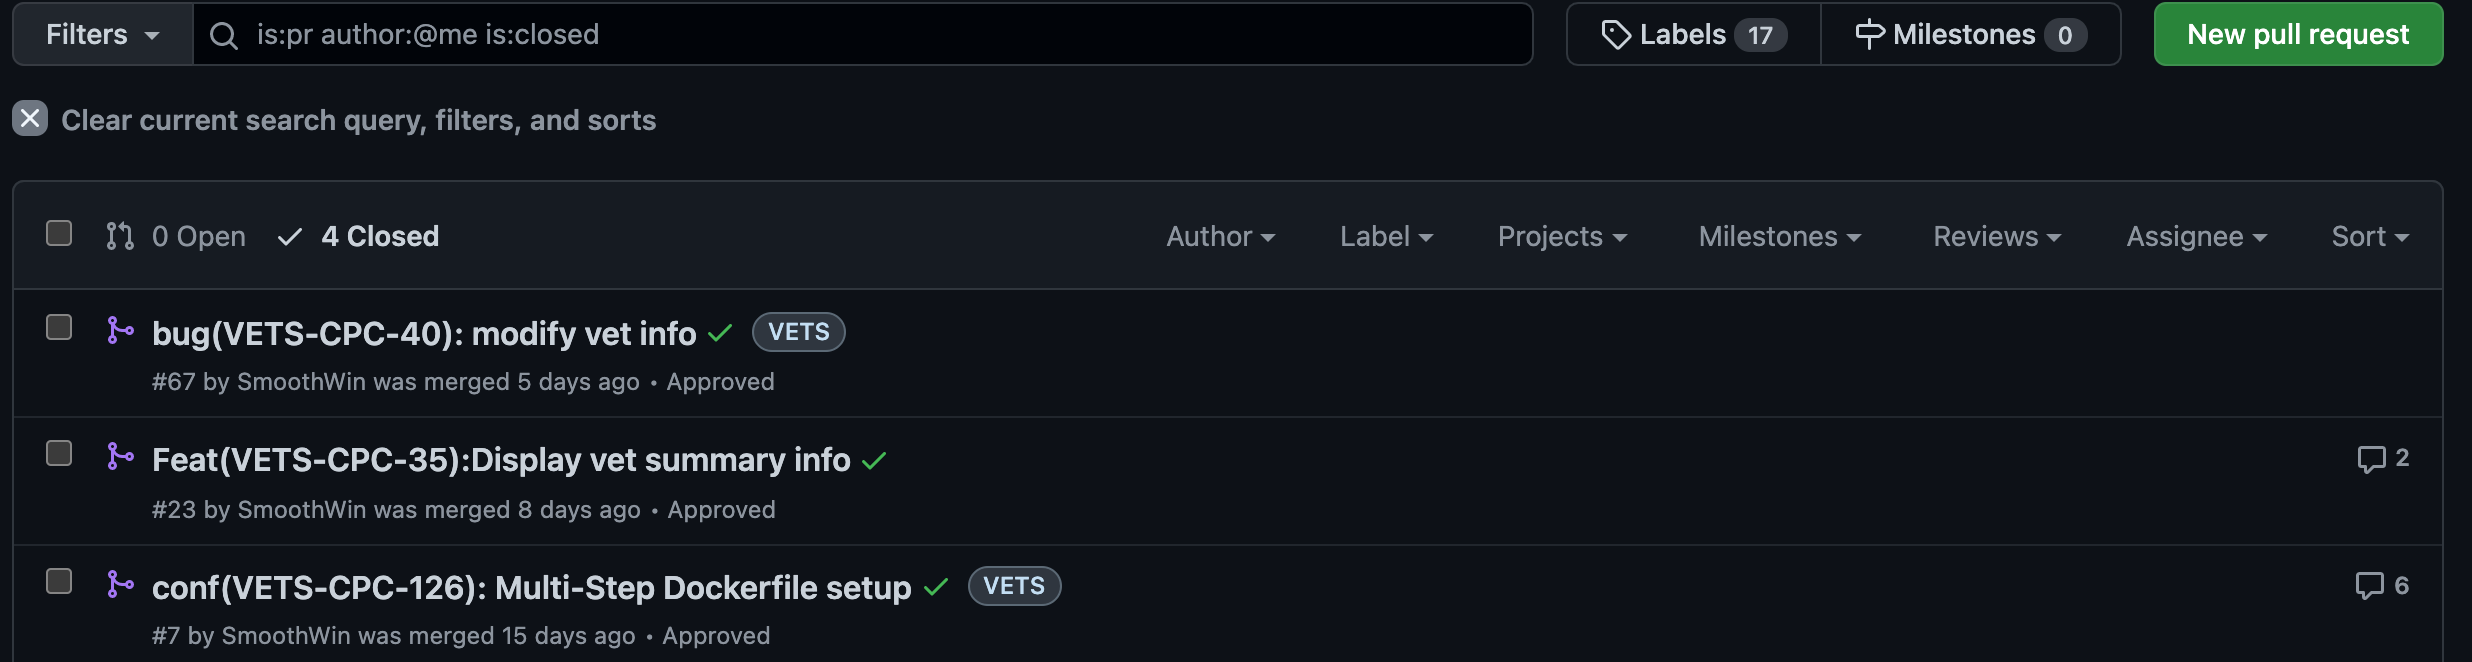 Filters is:pr author:@me is:closed Labels 17 Milestones 0 New pull request
Clear current search query, filters, and sorts
0 Open 4 Closed Author Label Projects Milestones Reviews Assignee Sort
bug(VETS-CPC-40): modify vet info VETS
#67 by SmoothWin was merged 5 days ago • Approved
Feat(VETS-CPC-35):Display vet summary info 2
#23 by SmoothWin was merged 8 days ago • Approved
conf(VETS-CPC-126): Multi-Step Dockerfile setup VETS 6
#7 by SmoothWin was merged 15 days ago • Approved